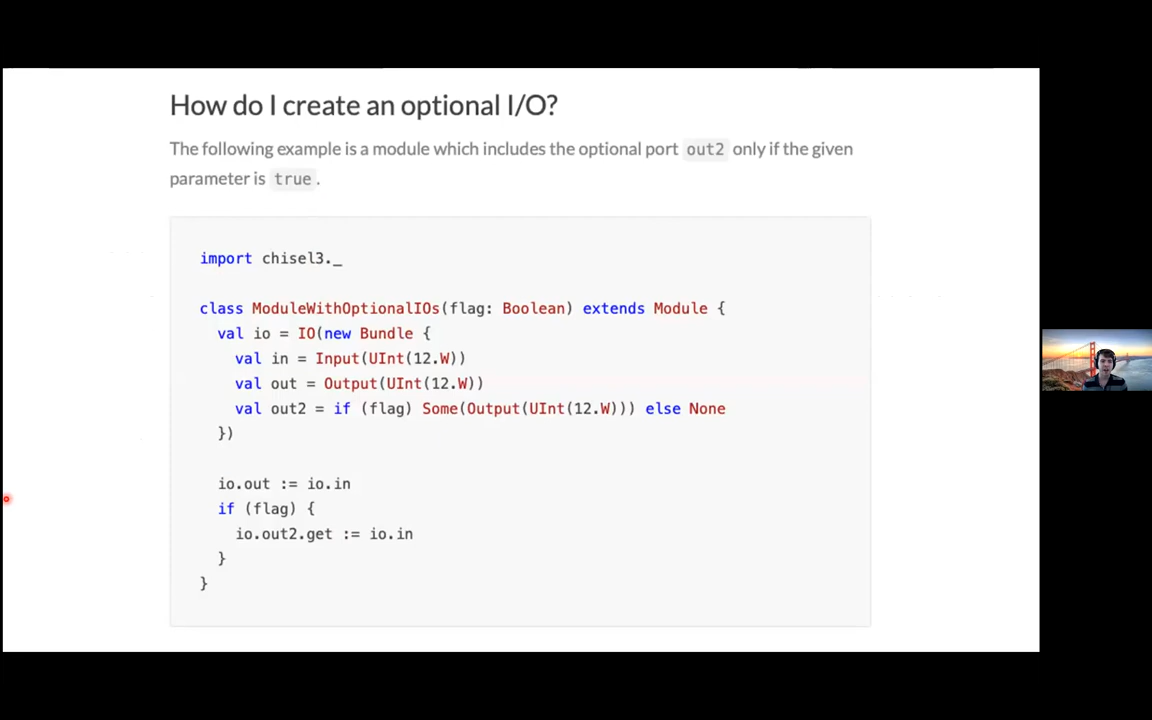 How do I create an optional I/O?
The following example is a module which includes the optional port out2 only if the given
parameter is true .
import chisel3._
class ModuleWithOptionalIOs(flag: Boolean) extends Module {
  val io = IO(new Bundle {
    val in = Input(UInt(12.W))
    val out = Output(UInt(12.W))
    val out2 = if (flag) Some(Output(UInt(12.W))) else None
  })
  io.out := io.in
  if (flag) {
    io.out2.get := io.in
  }
}